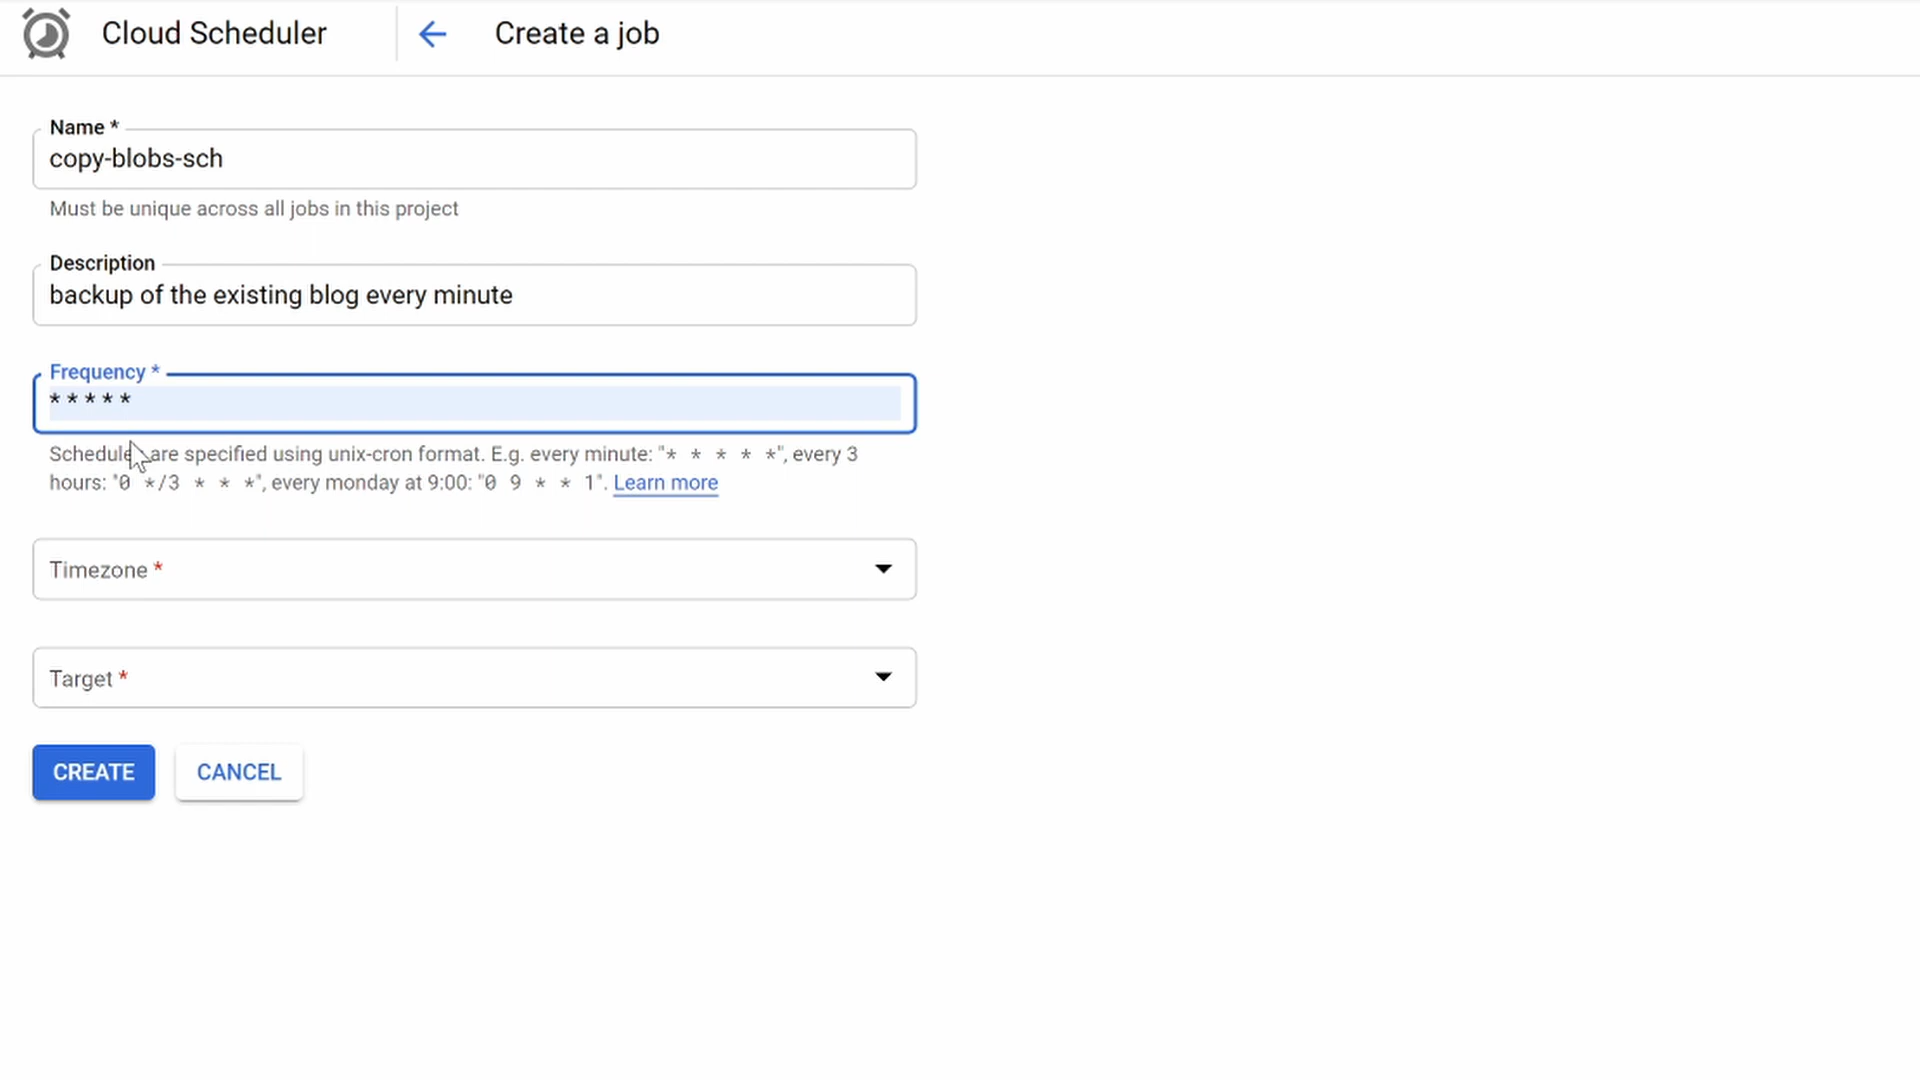 Cloud Scheduler
Create a job
Name *
copy-blobs-sch
Must be unique across all jobs in this project
Description
backup of the existing blog every minute
Frequency *
* * * * *
Schedules are specified using unix-cron format. E.g. every minute: "* * * * *", every 3
hours: "0 */3 * * *", every monday at 9:00: "0 9 * * 1". Learn more
Timezone *
Target *
CREATE
CANCEL